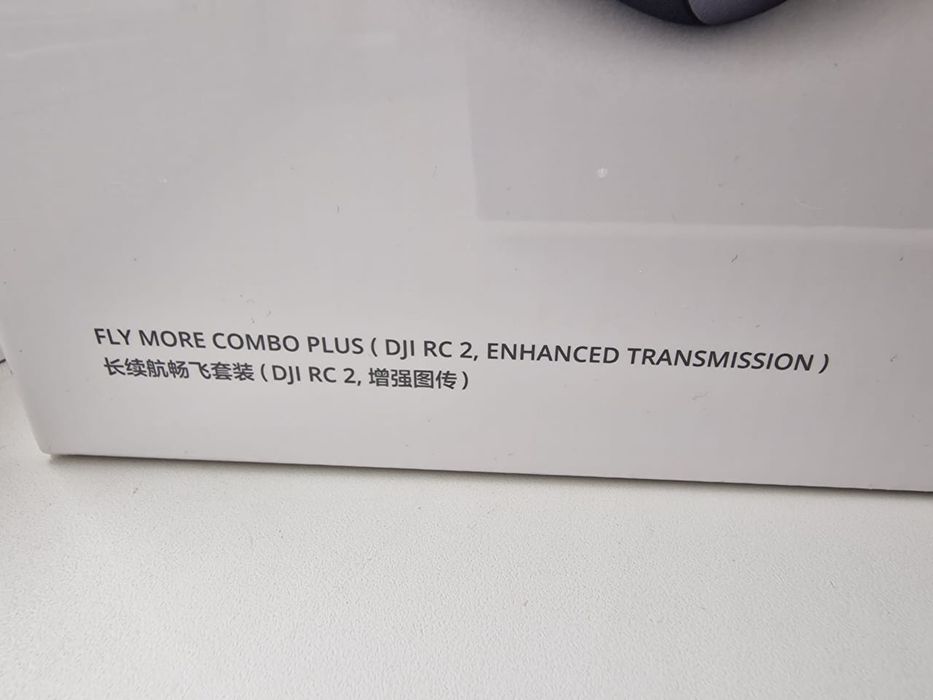 FLY MORE COMBO PLUS ( DJI RC 2, ENHANCED TRANSMISSION )
长续航畅飞套装 ( DJI RC 2, 增强图传 )